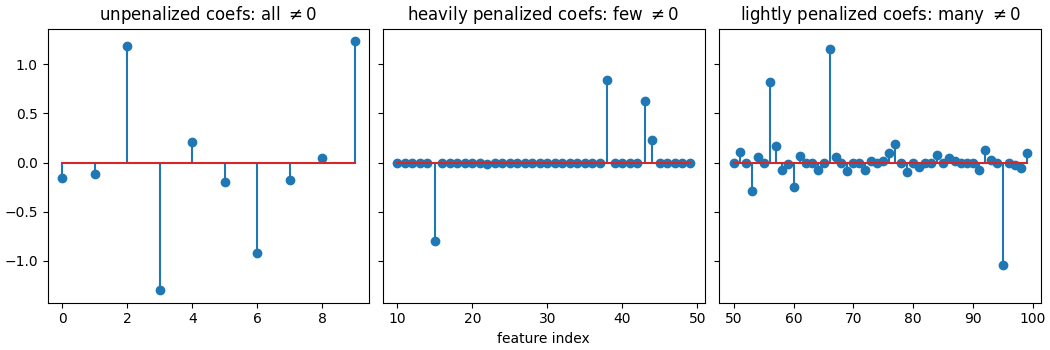 unpenalized coefs: all ≠0
heavily penalized coefs: few ≠0
lightly penalized coefs: many ≠0
1.0
0.5
0.0
−0.5
−1.0
0 2 4 6 8
10 20 30 40 50
50 60 70 80 90 100
feature index